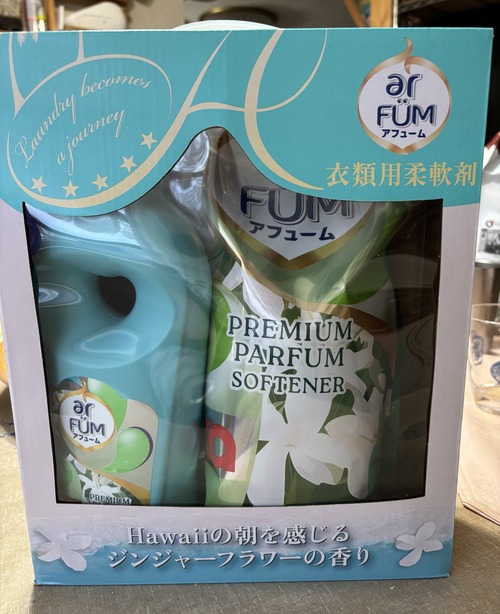 Laundry becomes
a journey
ar
FÜM
アフューム
衣類用柔軟剤
FÜM
アフューム
PREMIUM
PARFUM
SOFTENER
ar
FÜM
アフューム
PREMIUM
Hawaiiの朝を感じる
ジンジャーフラワーの香り